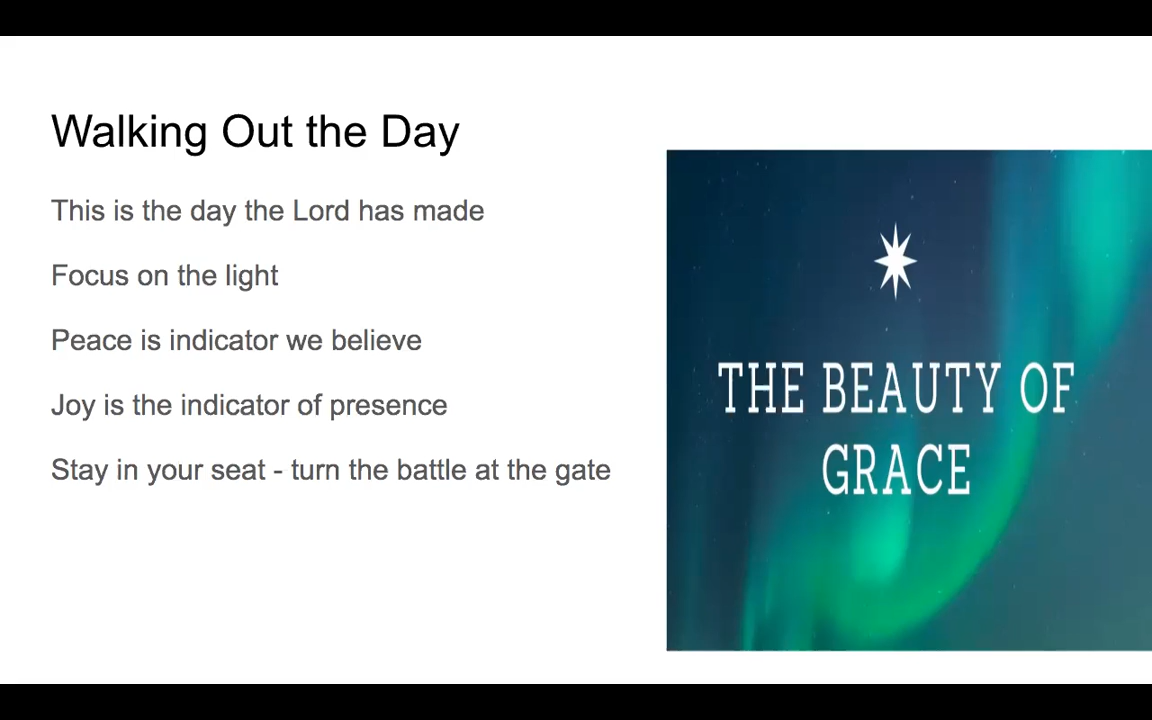 Walking Out the Day
This is the day the Lord has made
Focus on the light
Peace is indicator we believe
Joy is the indicator of presence
Stay in your seat - turn the battle at the gate
THE BEAUTY OF
GRACE